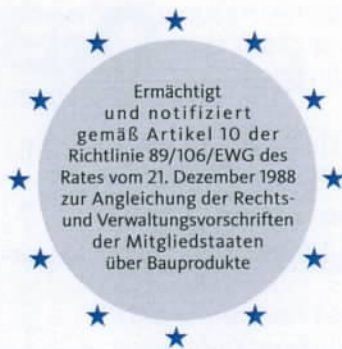 Ermächtigt
und notifiziert
gemäß Artikel 10 der
Richtlinie 89/106/EWG des
Rates vom 21. Dezember 1988
zur Angleichung der Rechts-
und Verwaltungsvorschriften
der Mitgliedstaaten
über Bauprodukte